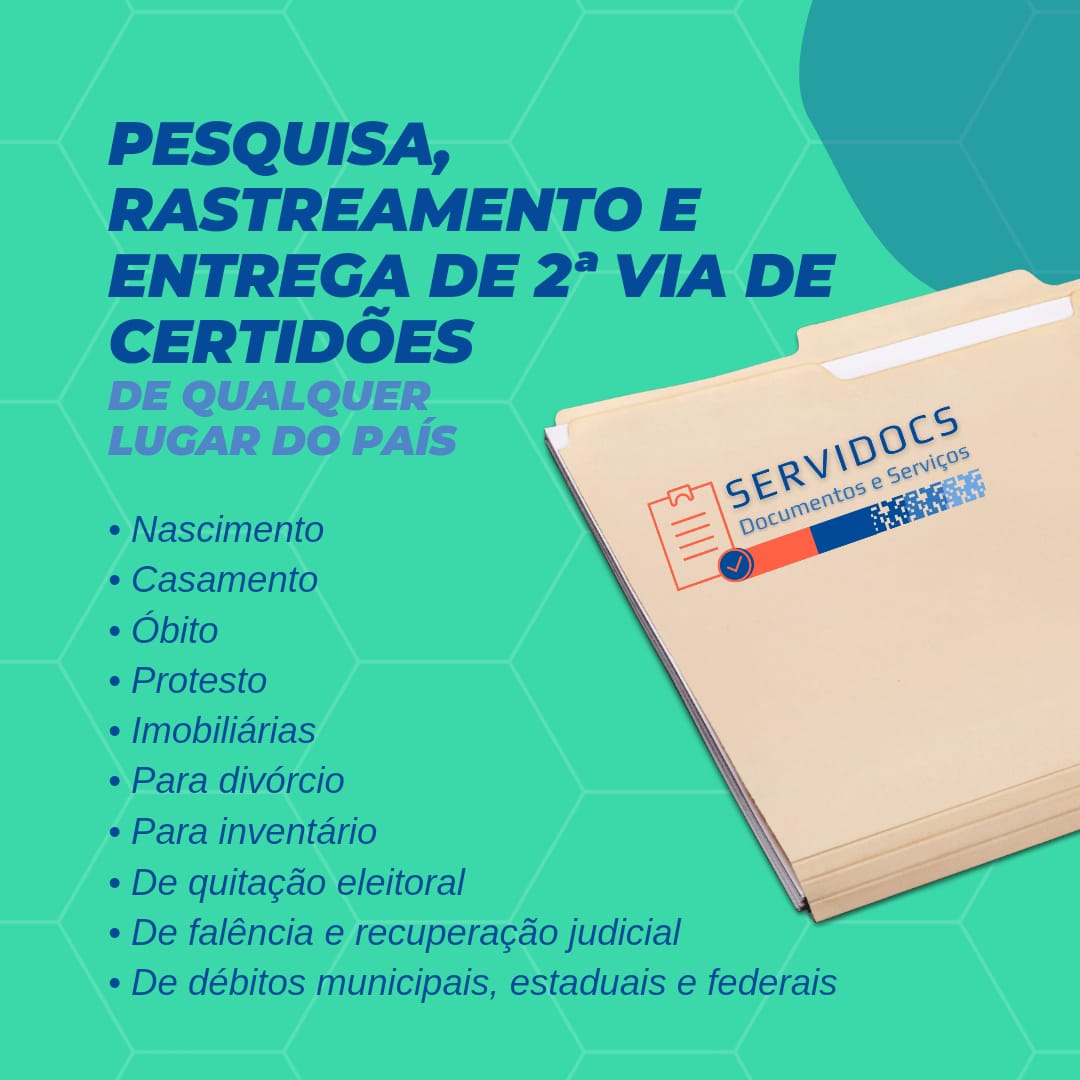 PESQUISA,
RASTREAMENTO E
ENTREGA DE 2ª VIA DE
CERTIDÕES
DE QUALQUER
LUGAR DO PAÍS
• Nascimento
• Casamento
• Óbito
• Protesto
• Imobiliárias
• Para divórcio
• Para inventário
• De quitação eleitoral
• De falência e recuperação judicial
• De débitos municipais, estaduais e federais
SERVIDOCS
Documentos e Serviços